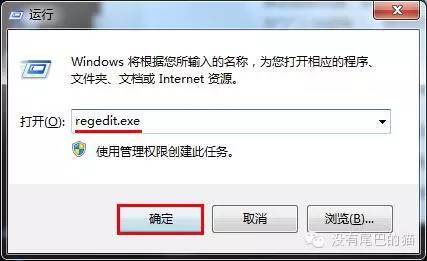 运行
Windows 将根据您所输入的名称，为您打开相应的程序、
文件夹、文档或 Internet 资源。
打开(O): regedit.exe
使用管理权限创建此任务。
确定 取消 浏览(B)...
没有尾巴的猫